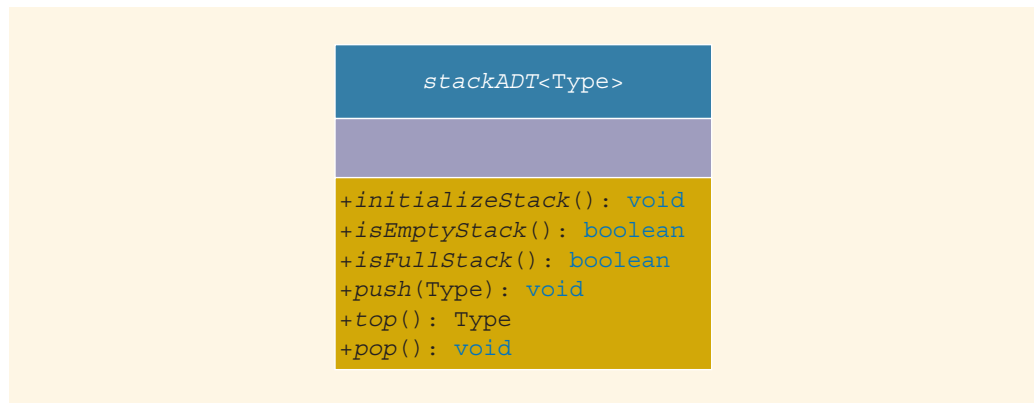 stackADT<Type>
+initializeStack(): void
+isEmptyStack(): boolean
+isFullStack(): boolean
+push(Type): void
+top(): Type
+pop(): void